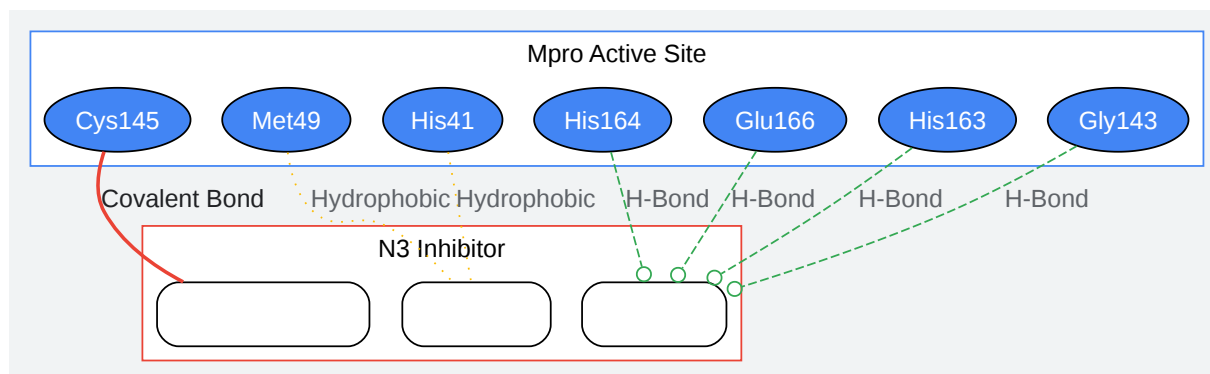 Mpro Active Site
Cys145 Met49 His41 His164 Glu166 His163 Gly143
Covalent Bond Hydrophobic Hydrophobic H-Bond H-Bond H-Bond H-Bond
N3 Inhibitor